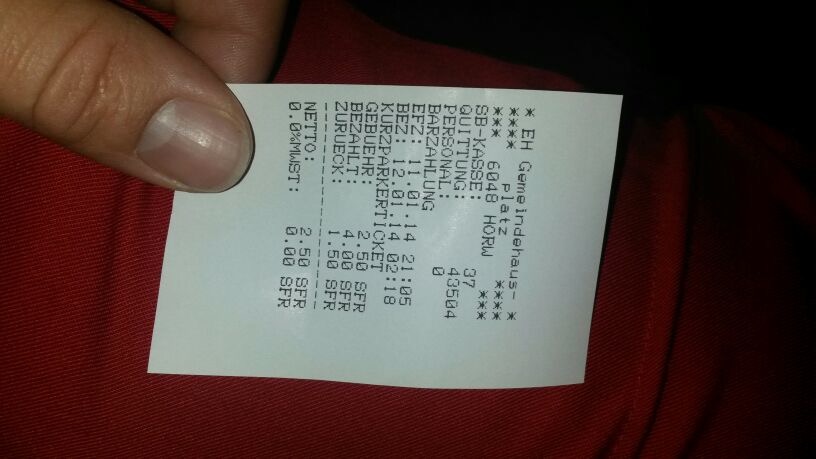 * EH Gemeindehaus- *
**** platz ****
*** 6048 HORW ***
SB-KASSE: 37
QUITTUNG: 43504
PERSONAL: 0
BARZAHLUNG
EFZ: 11.01.14 21:05
BEZ: 12.01.14 02:18
KURZPARKERTICKET
GEBUEHR: 2.50 SFR
BEZAHLT: 4.00 SFR
ZURUECK: 1.50 SFR
--------------------
NETTO: 2.50 SFR
0.0%MWST: 0.00 SFR